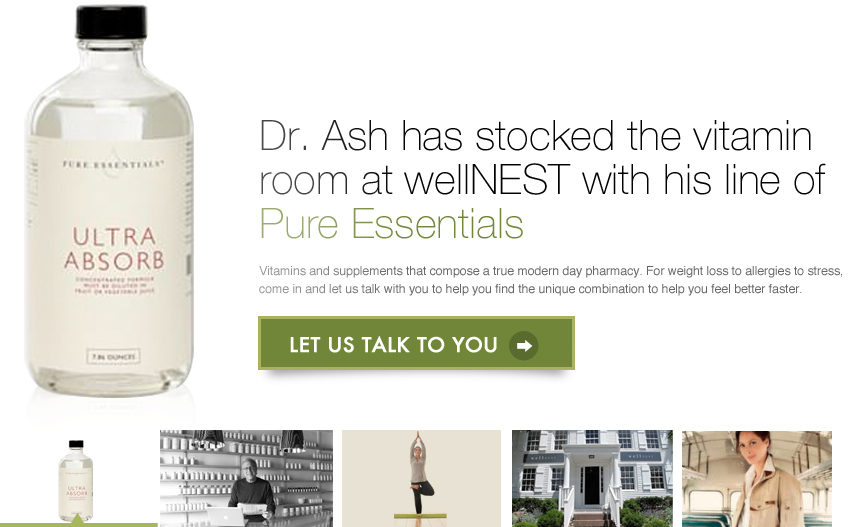 PURE ESSENTIALS
ULTRA
ABSORB
CONCENTRATED FORMULA
MUST BE DILUTED IN
FRUIT OR VEGETABLE JUICE
7.86 OUNCES
Dr. Ash has stocked the vitamin
room at wellNEST with his line of
Pure Essentials
Vitamins and supplements that compose a true modern day pharmacy. For weight loss to allergies to stress,
come in and let us talk with you to help you find the unique combination to help you feel better faster.
LET US TALK TO YOU
ULTRA
ABSORB